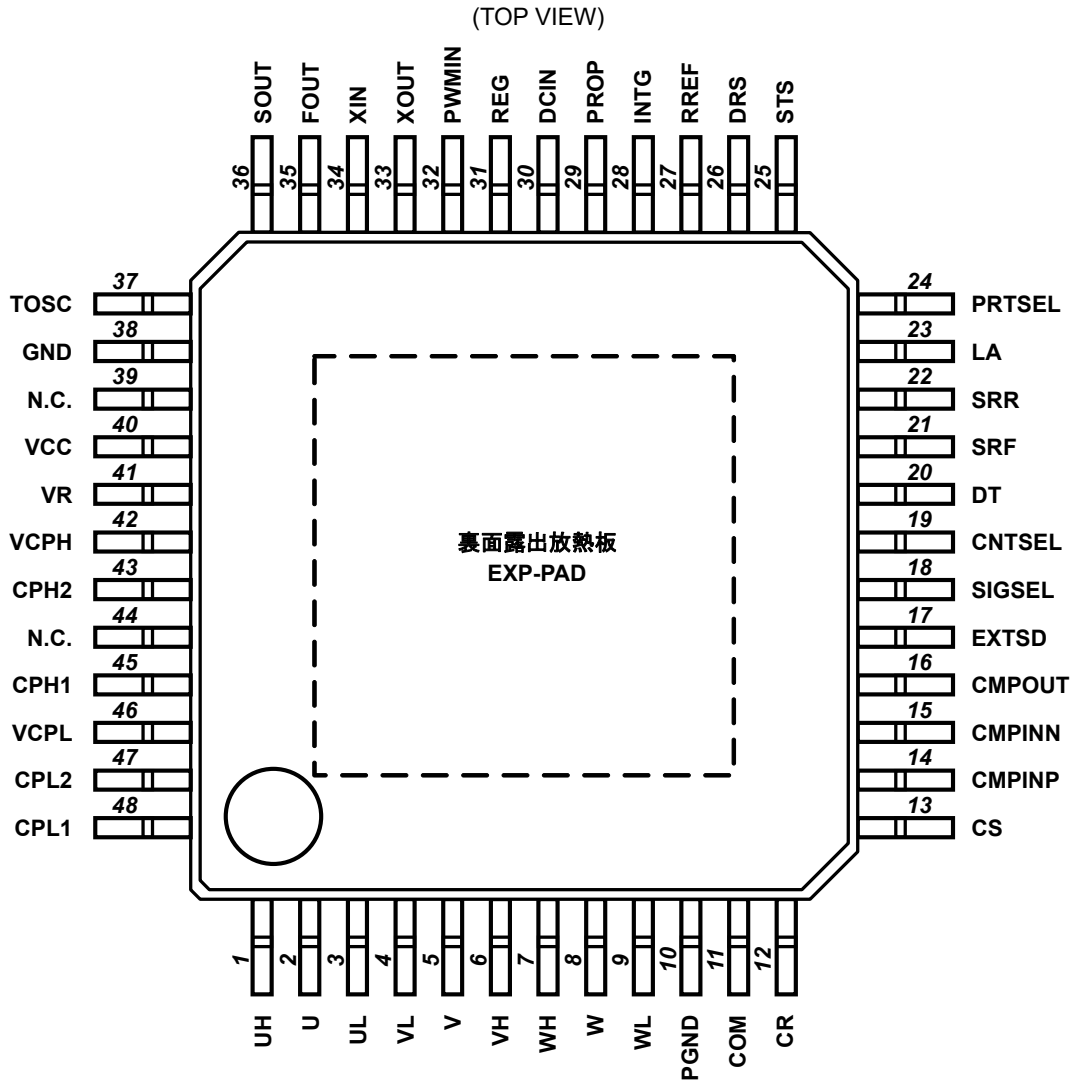 (TOP VIEW)
SOUT
FOUT
XIN
XOUT
PWMIN
REG
DCIN
PROP
INTG
RREF
DRS
STS
36
35
34
33
32
31
30
29
28
27
26
25
TOSC 37
GND 38
N.C. 39
VCC 40
VR 41
VCPH 42
CPH2 43
N.C. 44
CPH1 45
VCPL 46
CPL2 47
CPL1 48
裏面露出放熱板
EXP-PAD
24 PRTSEL
23 LA
22 SRR
21 SRF
20 DT
19 CNTSEL
18 SIGSEL
17 EXTSD
16 CMPOUT
15 CMPINN
14 CMPINP
13 CS
1
2
3
4
5
6
7
8
9
10
11
12
UH
U
UL
VL
V
VH
WH
W
WL
PGND
COM
CR